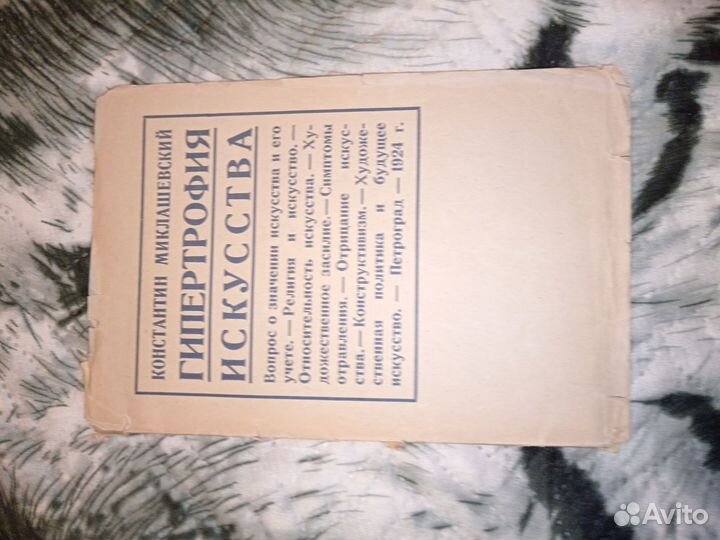 КОНСТАНТИН МИКЛАШЕВСКИЙ
ГИПЕРТРОФИЯ
ИСКУССТВА
Вопрос о значении искусства и его
учете. — Религия и искусство. —
Относительность искусства. — Ху-
дожественное засилие. — Симптомы
отравления. — Отрицание искус-
ства. — Конструктивизм. — Художе-
ственная политика и будущее
искусство. — Петроград — 1924 г.
Avito